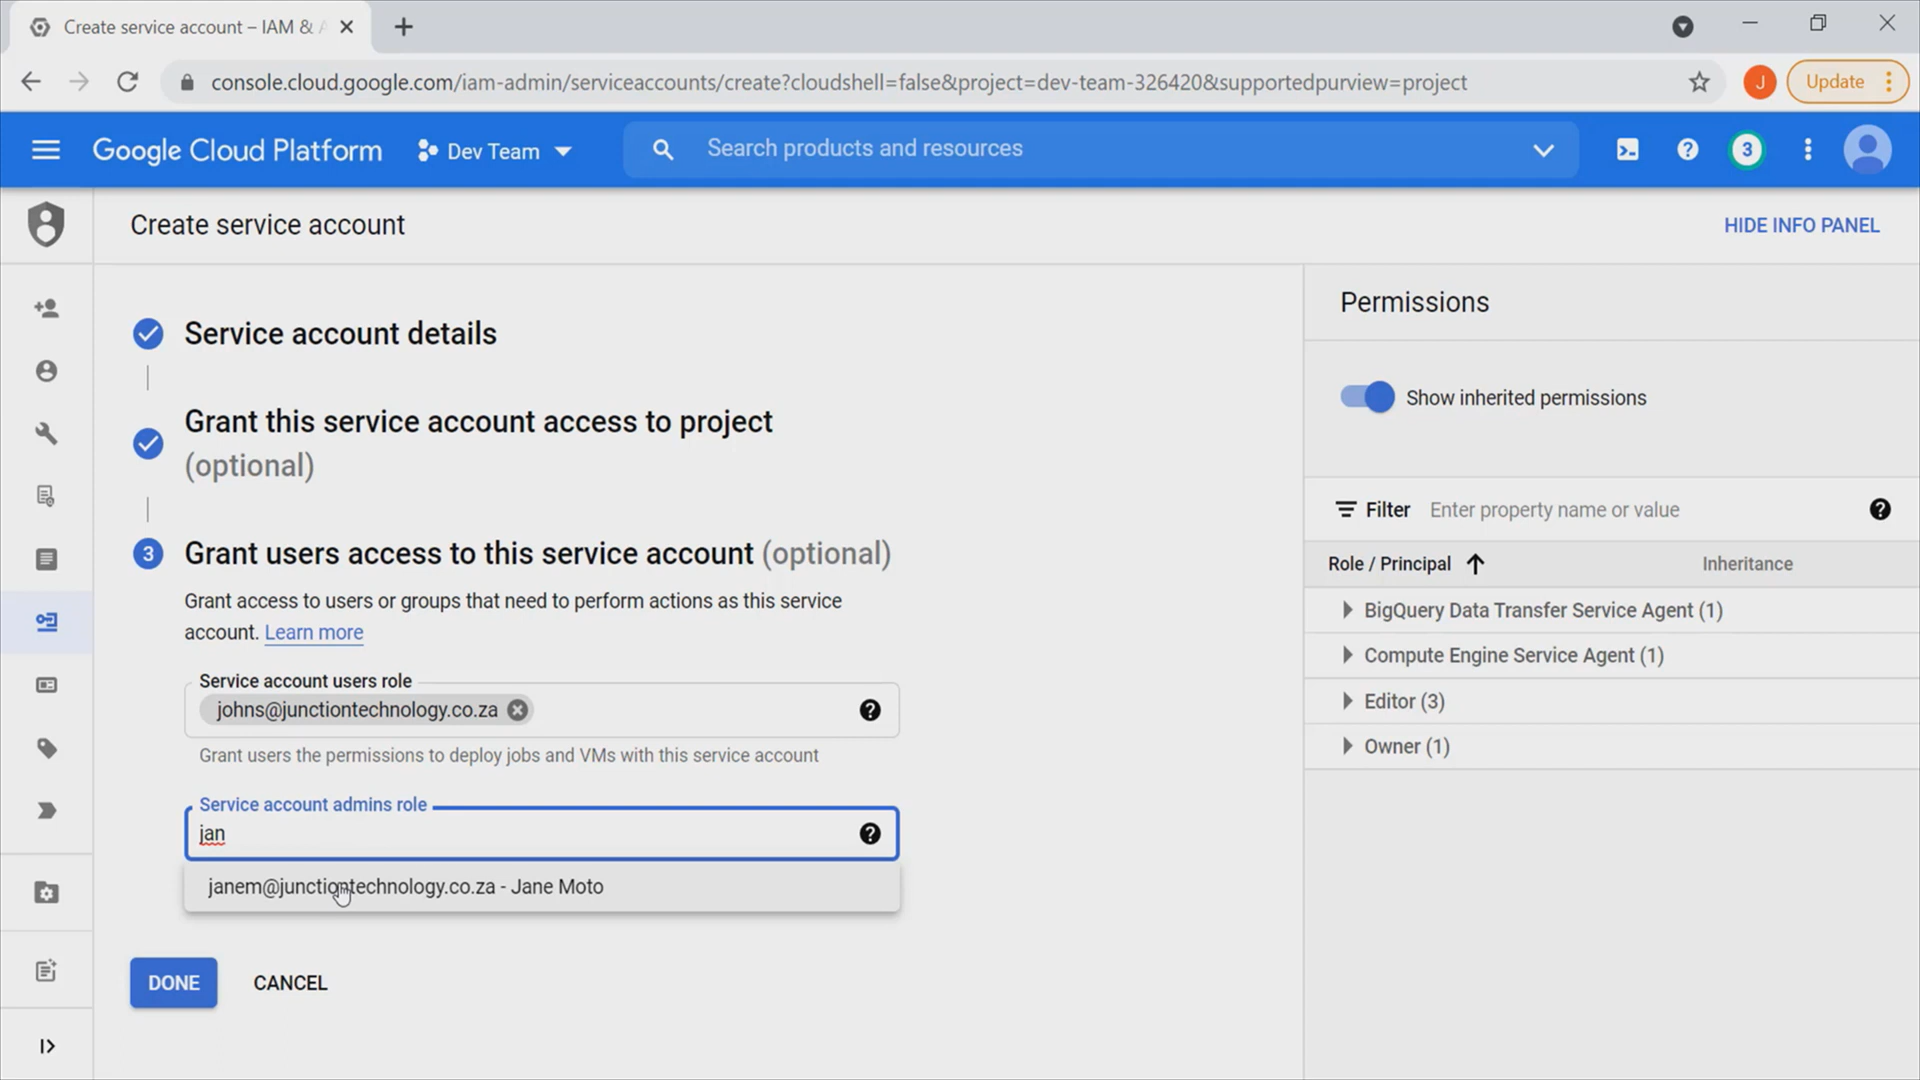 Create service account – IAM & A
console.cloud.google.com/iam-admin/serviceaccounts/create?cloudshell=false&project=dev-team-326420&supportedpurview=project
J
Update
Google Cloud Platform
Dev Team
Search products and resources
3
Create service account
HIDE INFO PANEL
Service account details
Grant this service account access to project
(optional)
3
Grant users access to this service account (optional)
Grant access to users or groups that need to perform actions as this service
account. Learn more
Service account users role
johns@junctiontechnology.co.za
Grant users the permissions to deploy jobs and VMs with this service account
Service account admins role
jan
janem@junctiontechnology.co.za - Jane Moto
DONE
CANCEL
Permissions
Show inherited permissions
Filter
Enter property name or value
Role / Principal
Inheritance
BigQuery Data Transfer Service Agent (1)
Compute Engine Service Agent (1)
Editor (3)
Owner (1)